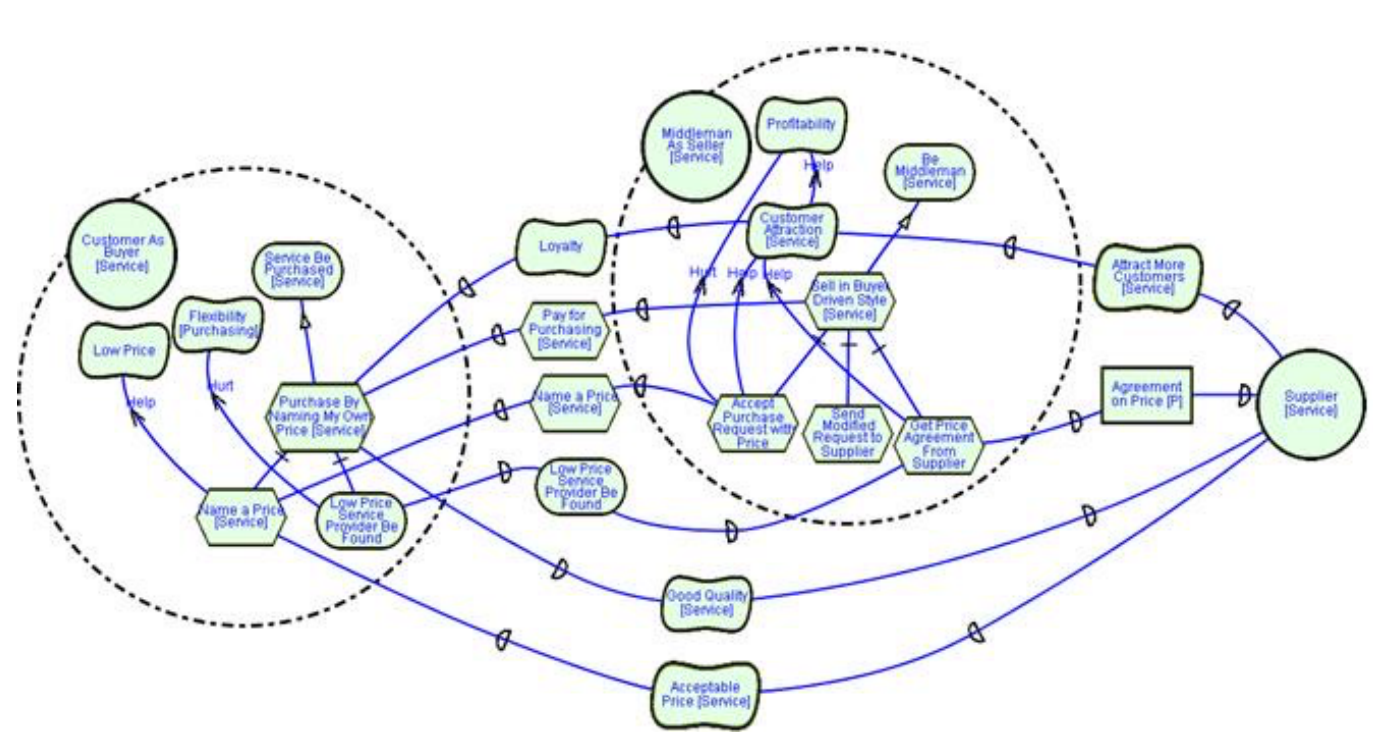 Customer As
Buyer
[Service]
Service Be
Purchased
[Service]
Flexibility
[Purchasing]
Low Price
Help
Hurt
Purchase By
Naming My Own
Price [Service]
Name a Price
[Service]
Low Price
Service
Provider Be
Found
Loyalty
Pay for
Purchasing
[Service]
Name a Price
[Service]
Low Price
Service
Provider Be
Found
Good Quality
[Service]
Acceptable
Price [Service]
Middleman
As Seller
[Service]
Profitability
Help
Be
Middleman
[Service]
Customer
Attraction
[Service]
Hurt
Help
Help
Sell in Buyer
Driven Style
[Service]
Accept
Purchase
Request with
Price
Send
Modified
Request to
Supplier
Get Price
Agreement
From
Supplier
Attract More
Customers
[Service]
Agreement
on Price [P]
Supplier
[Service]